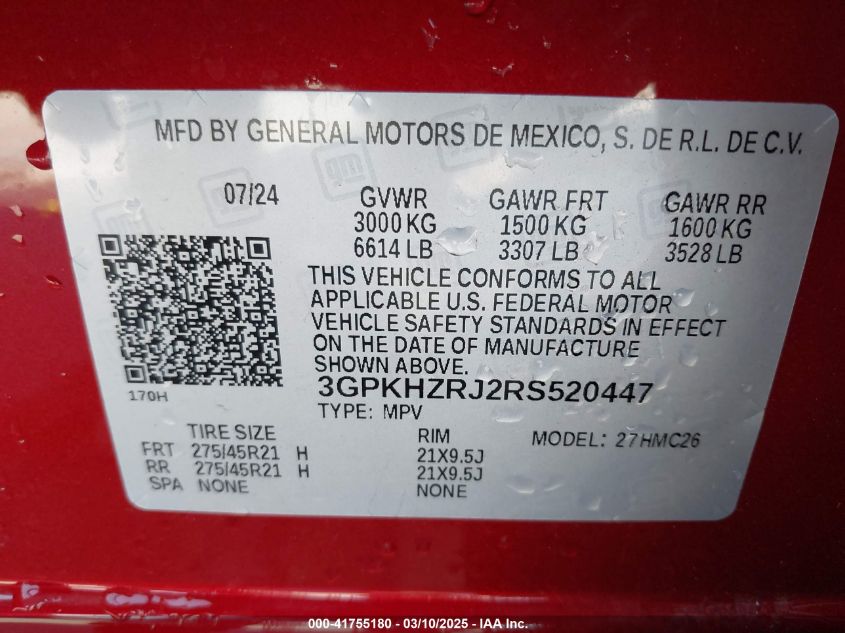 MFD BY GENERAL MOTORS DE MEXICO, S. DE R.L. DE C.V.
07/24 GVWR GAWR FRT GAWR RR
3000 KG 1500 KG 1600 KG
6614 LB 3307 LB 3528 LB
THIS VEHICLE CONFORMS TO ALL
APPLICABLE U.S. FEDERAL MOTOR
VEHICLE SAFETY STANDARDS IN EFFECT
ON THE DATE OF MANUFACTURE
SHOWN ABOVE.
3GPKHZRJ2RS520447
170H
TYPE: MPV
TIRE SIZE RIM MODEL: 27HMC26
FRT 275/45R21 H 21X9.5J
RR 275/45R21 H 21X9.5J
SPA NONE NONE
000-41755180 - 03/10/2025 - IAA Inc.